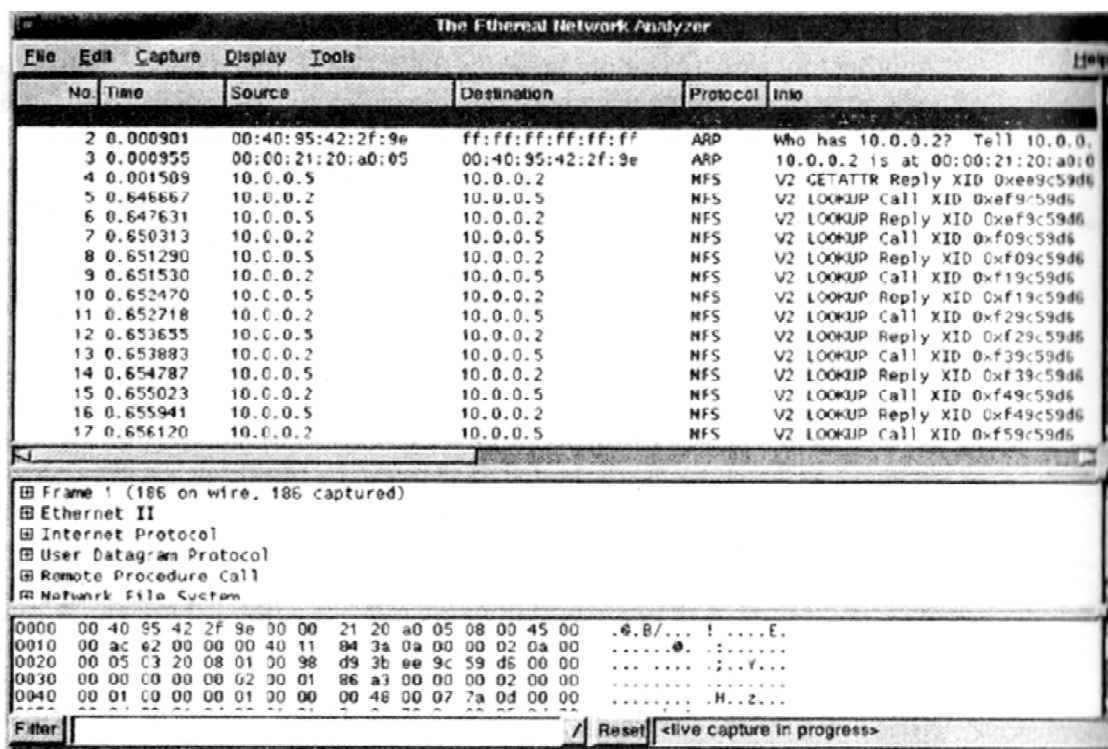 The Ethereal Network Analyzer
File Edit Capture Display Tools Help
No. Time Source Destination Protocol Info
2 0.000901 00:40:95:42:2f:9e ff:ff:ff:ff:ff:ff ARP Who has 10.0.0.2? Tell 10.0.0.
3 0.000955 00:00:21:20:a0:05 00:40:95:42:2f:9e ARP 10.0.0.2 is at 00:00:21:20:a0:0
4 0.001509 10.0.0.5 10.0.0.2 NFS V2 GETATTR Reply XID 0xee9c59d6
5 0.646667 10.0.0.2 10.0.0.5 NFS V2 LOOKUP Call XID 0xef9c59d6
6 0.647631 10.0.0.5 10.0.0.2 NFS V2 LOOKUP Reply XID 0xef9c59d6
7 0.650313 10.0.0.2 10.0.0.5 NFS V2 LOOKUP Call XID 0xf09c59d6
8 0.651290 10.0.0.5 10.0.0.2 NFS V2 LOOKUP Reply XID 0xf09c59d6
9 0.651530 10.0.0.2 10.0.0.5 NFS V2 LOOKUP Call XID 0xf19c59d6
10 0.652470 10.0.0.5 10.0.0.2 NFS V2 LOOKUP Reply XID 0xf19c59d6
11 0.652718 10.0.0.2 10.0.0.5 NFS V2 LOOKUP Call XID 0xf29c59d6
12 0.653655 10.0.0.5 10.0.0.2 NFS V2 LOOKUP Reply XID 0xf29c59d6
13 0.653883 10.0.0.2 10.0.0.5 NFS V2 LOOKUP Call XID 0xf39c59d6
14 0.654787 10.0.0.5 10.0.0.2 NFS V2 LOOKUP Reply XID 0xf39c59d6
15 0.655023 10.0.0.2 10.0.0.5 NFS V2 LOOKUP Call XID 0xf49c59d6
16 0.655941 10.0.0.5 10.0.0.2 NFS V2 LOOKUP Reply XID 0xf49c59d6
17 0.656120 10.0.0.2 10.0.0.5 NFS V2 LOOKUP Call XID 0xf59c59d6
Frame 1 (186 on wire, 186 captured)
Ethernet II
Internet Protocol
User Datagram Protocol
Remote Procedure Call
Network File System
0000 00 40 95 42 2f 9e 00 00 21 20 a0 05 08 00 45 00 .@.B/... ! ....E.
0010 00 ac e2 00 00 00 40 11 84 3a 0a 00 00 02 0a 00 ......@. .:......
0020 00 05 03 20 08 01 00 98 d9 3b ee 9c 59 d6 00 00 ... .... .;..Y...
0030 00 00 00 00 00 02 00 01 86 a3 00 00 00 02 00 00 ........ ........
0040 00 01 00 00 00 01 00 00 00 48 00 07 7a 0d 00 00 ........ .H..z...
Filter / Reset <live capture in progress>